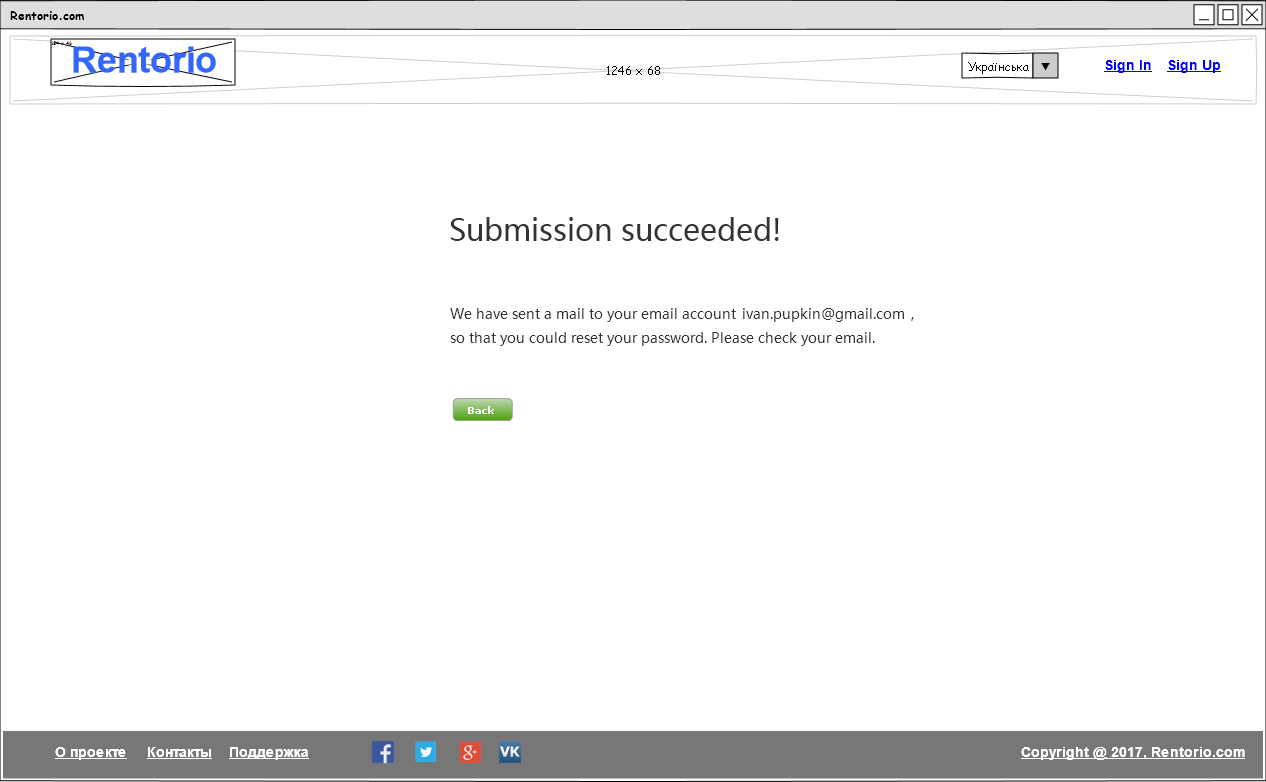 Rentorio.com
Rentorio
1246 × 68
Українська
Sign In Sign Up
Submission succeeded!
We have sent a mail to your email account ivan.pupkin@gmail.com ,
so that you could reset your password. Please check your email.
Back
О проекте Контакты Поддержка
f
g+
VK
Copyright @ 2017, Rentorio.com